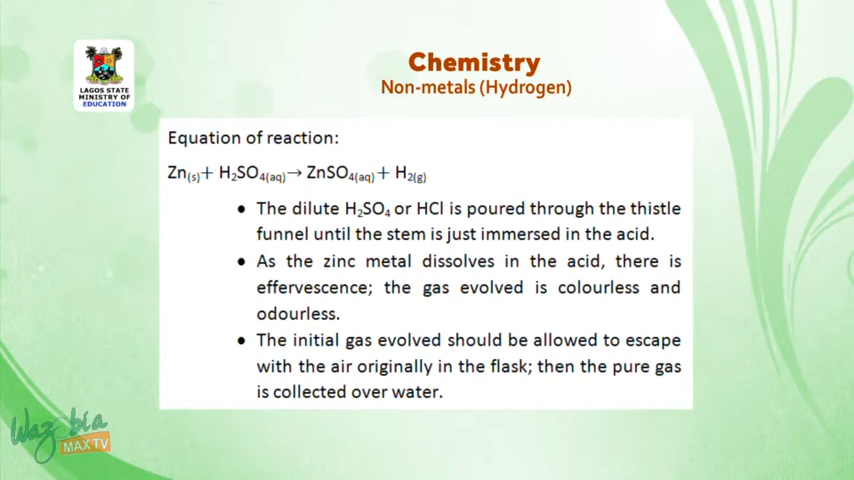 Chemistry
Non-metals (Hydrogen)
LAGOS STATE
MINISTRY OF
EDUCATION
Equation of reaction:
Zn(s)+ H₂SO₄(aq)→ ZnSO₄(aq)+ H₂(g)
• The dilute H₂SO₄ or HCl is poured through the thistle
funnel until the stem is just immersed in the acid.
• As the zinc metal dissolves in the acid, there is
effervescence; the gas evolved is colourless and
odourless.
• The initial gas evolved should be allowed to escape
with the air originally in the flask; then the pure gas
is collected over water.
Wazobia
MAX TV